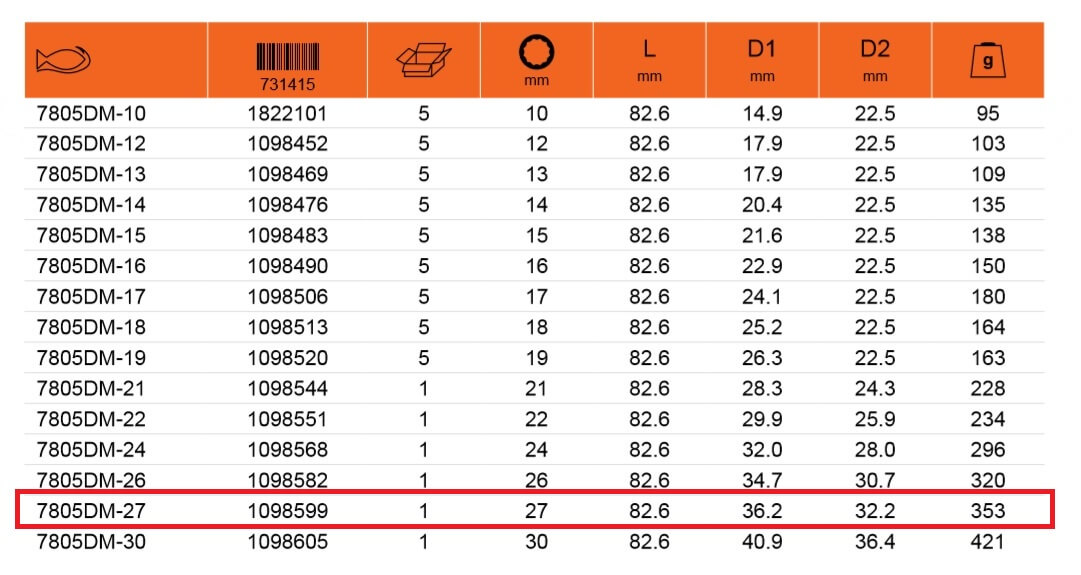 L D1 D2 g
731415 mm mm mm mm
7805DM-10 1822101 5 10 82.6 14.9 22.5 95
7805DM-12 1098452 5 12 82.6 17.9 22.5 103
7805DM-13 1098469 5 13 82.6 17.9 22.5 109
7805DM-14 1098476 5 14 82.6 20.4 22.5 135
7805DM-15 1098483 5 15 82.6 21.6 22.5 138
7805DM-16 1098490 5 16 82.6 22.9 22.5 150
7805DM-17 1098506 5 17 82.6 24.1 22.5 180
7805DM-18 1098513 5 18 82.6 25.2 22.5 164
7805DM-19 1098520 5 19 82.6 26.3 22.5 163
7805DM-21 1098544 1 21 82.6 28.3 24.3 228
7805DM-22 1098551 1 22 82.6 29.9 25.9 234
7805DM-24 1098568 1 24 82.6 32.0 28.0 296
7805DM-26 1098582 1 26 82.6 34.7 30.7 320
7805DM-27 1098599 1 27 82.6 36.2 32.2 353
7805DM-30 1098605 1 30 82.6 40.9 36.4 421